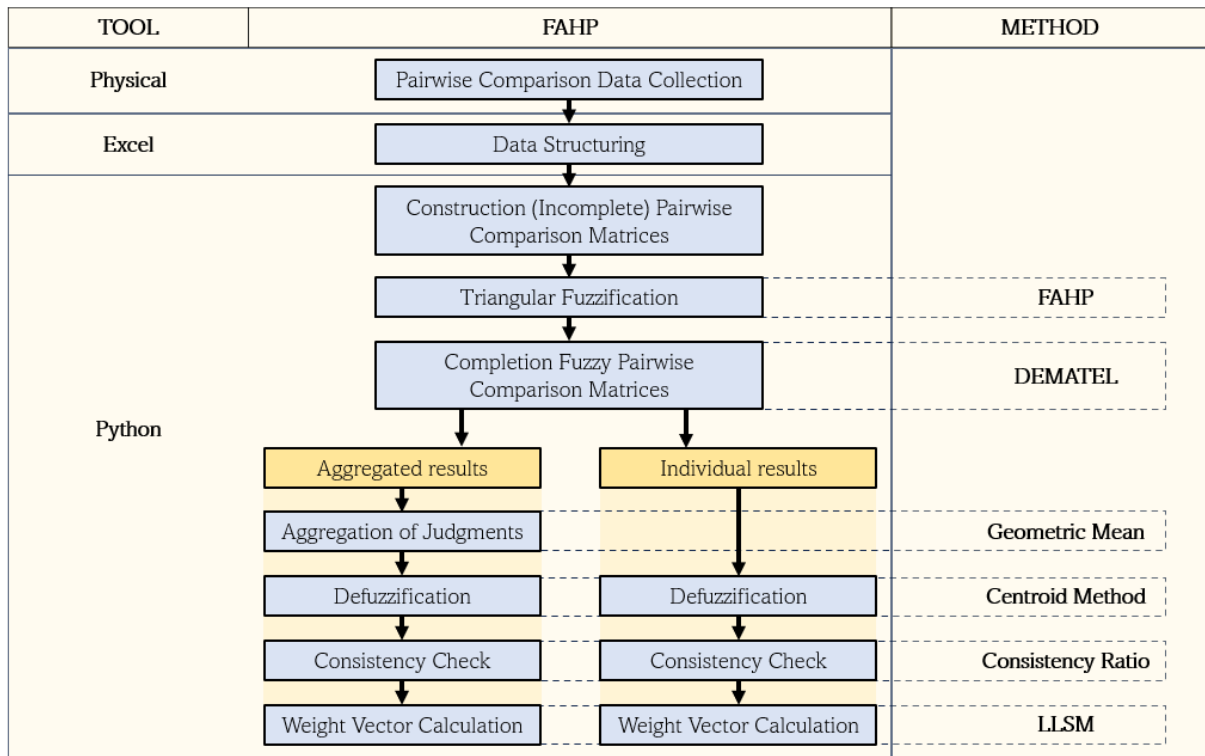 TOOL FAHP METHOD
Physical Pairwise Comparison Data Collection
Excel Data Structuring
Construction (Incomplete) Pairwise
Comparison Matrices
Triangular Fuzzification FAHP
Completion Fuzzy Pairwise
Comparison Matrices
DEMATEL
Python
Aggregated results Individual results
Aggregation of Judgments Geometric Mean
Defuzzification Defuzzification Centroid Method
Consistency Check Consistency Check Consistency Ratio
Weight Vector Calculation Weight Vector Calculation LLSM